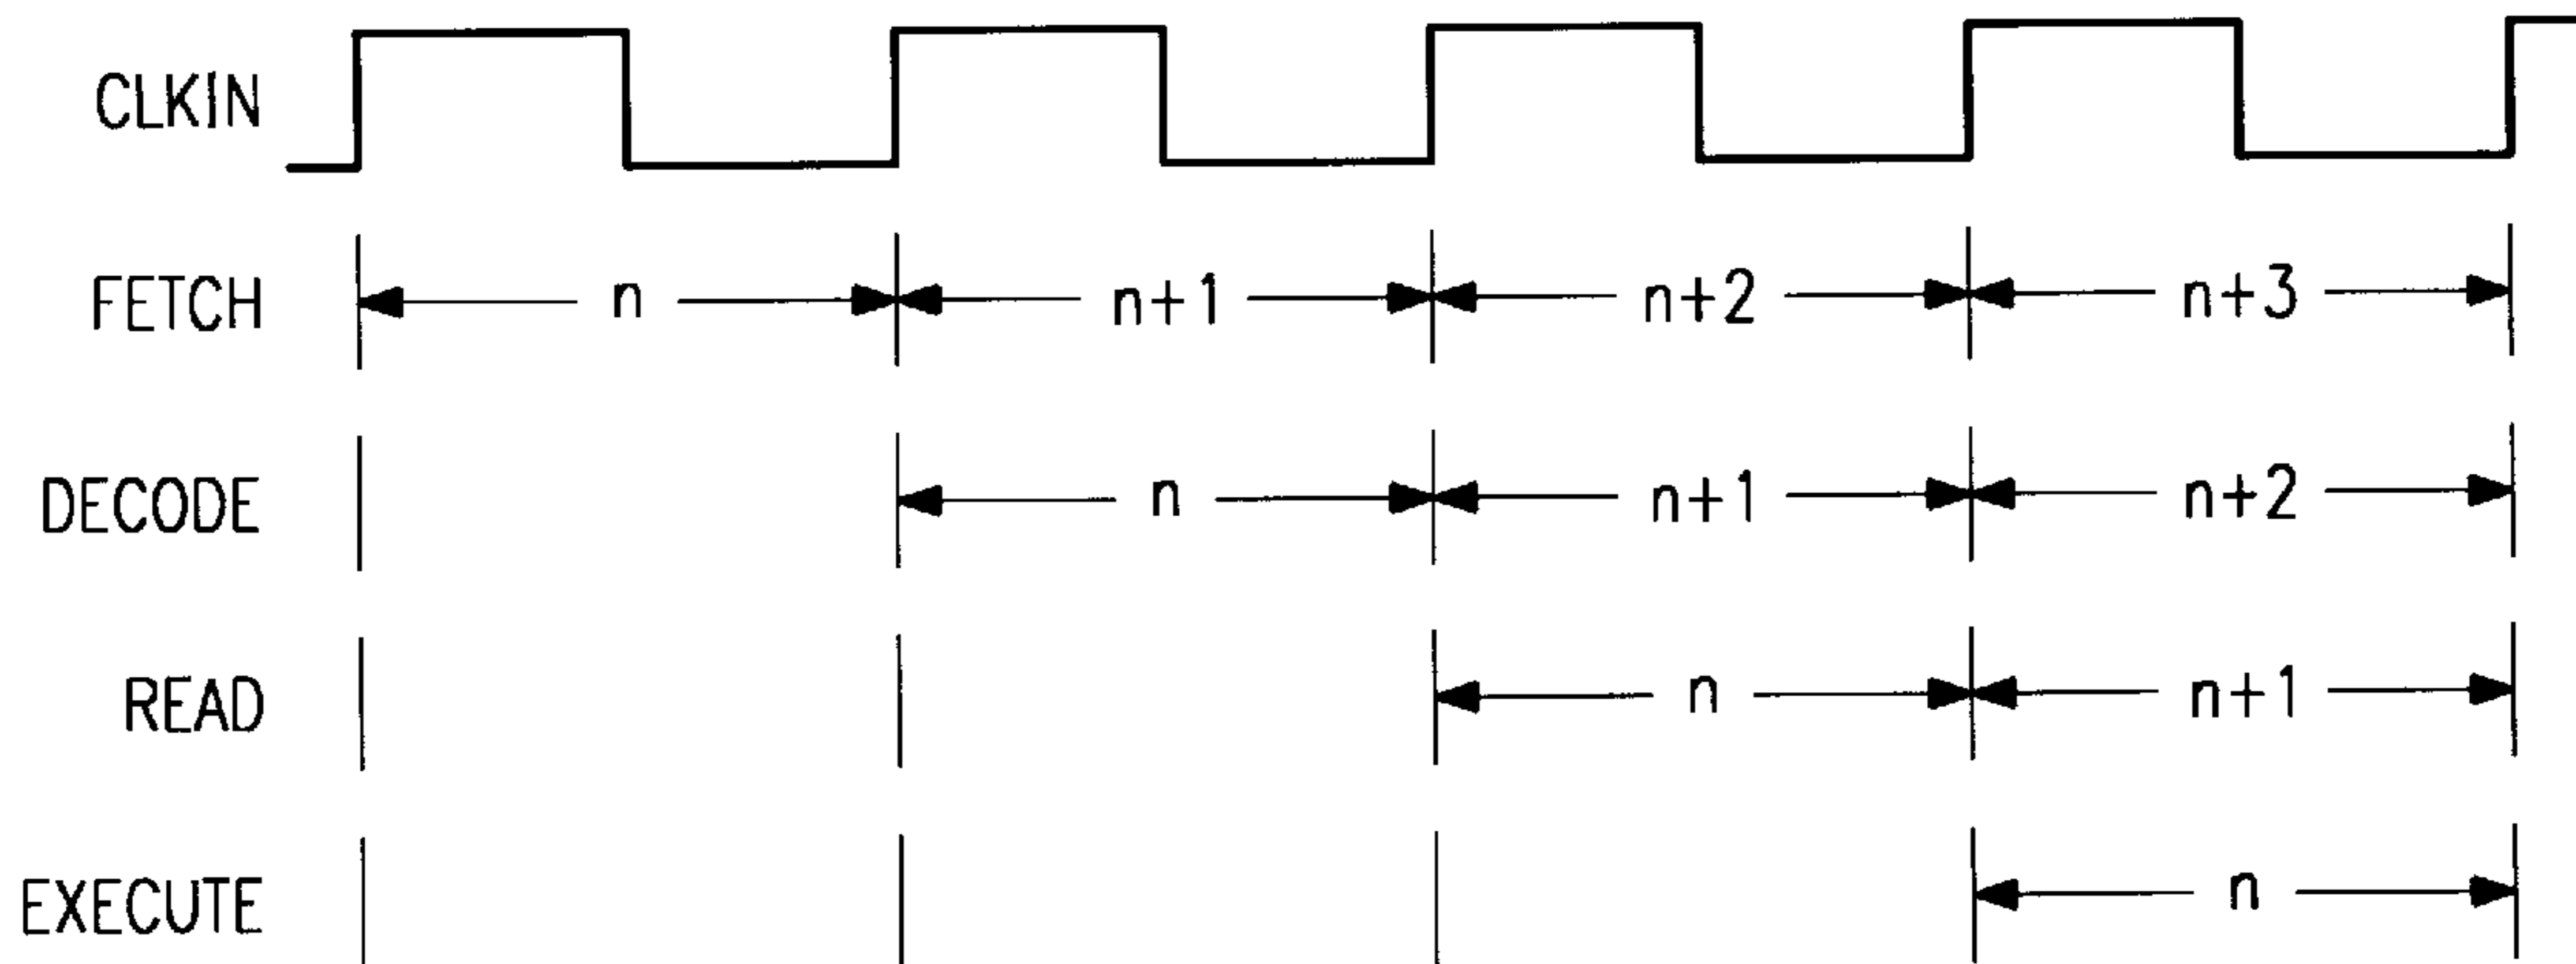 CLKIN
FETCH n n+1 n+2 n+3
DECODE n n+1 n+2
READ n n+1
EXECUTE n